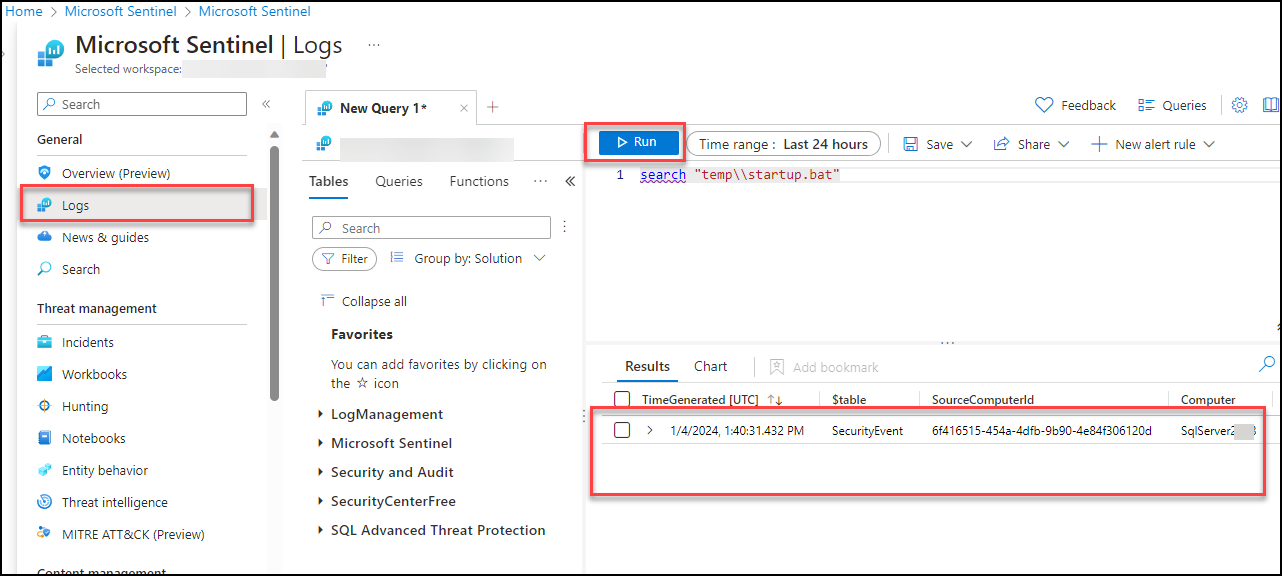 Home > Microsoft Sentinel > Microsoft Sentinel
Microsoft Sentinel | Logs ...
Selected workspace:
Search «
General
Overview (Preview)
Logs
News & guides
Search
Threat management
Incidents
Workbooks
Hunting
Notebooks
Entity behavior
Threat intelligence
MITRE ATT&CK (Preview)
Content management
New Query 1*
Feedback Queries
Run Time range : Last 24 hours Save Share New alert rule
Tables Queries Functions ... «
Search
Filter Group by: Solution
Collapse all
Favorites
You can add favorites by clicking on
the ☆ icon
LogManagement
Microsoft Sentinel
Security and Audit
SecurityCenterFree
SQL Advanced Threat Protection
1 search "temp\\startup.bat"
Results Chart Add bookmark
TimeGenerated [UTC] ↑↓ $table SourceComputerId Computer
1/4/2024, 1:40:31.432 PM SecurityEvent 6f416515-454a-4dfb-9b90-4e84f306120d